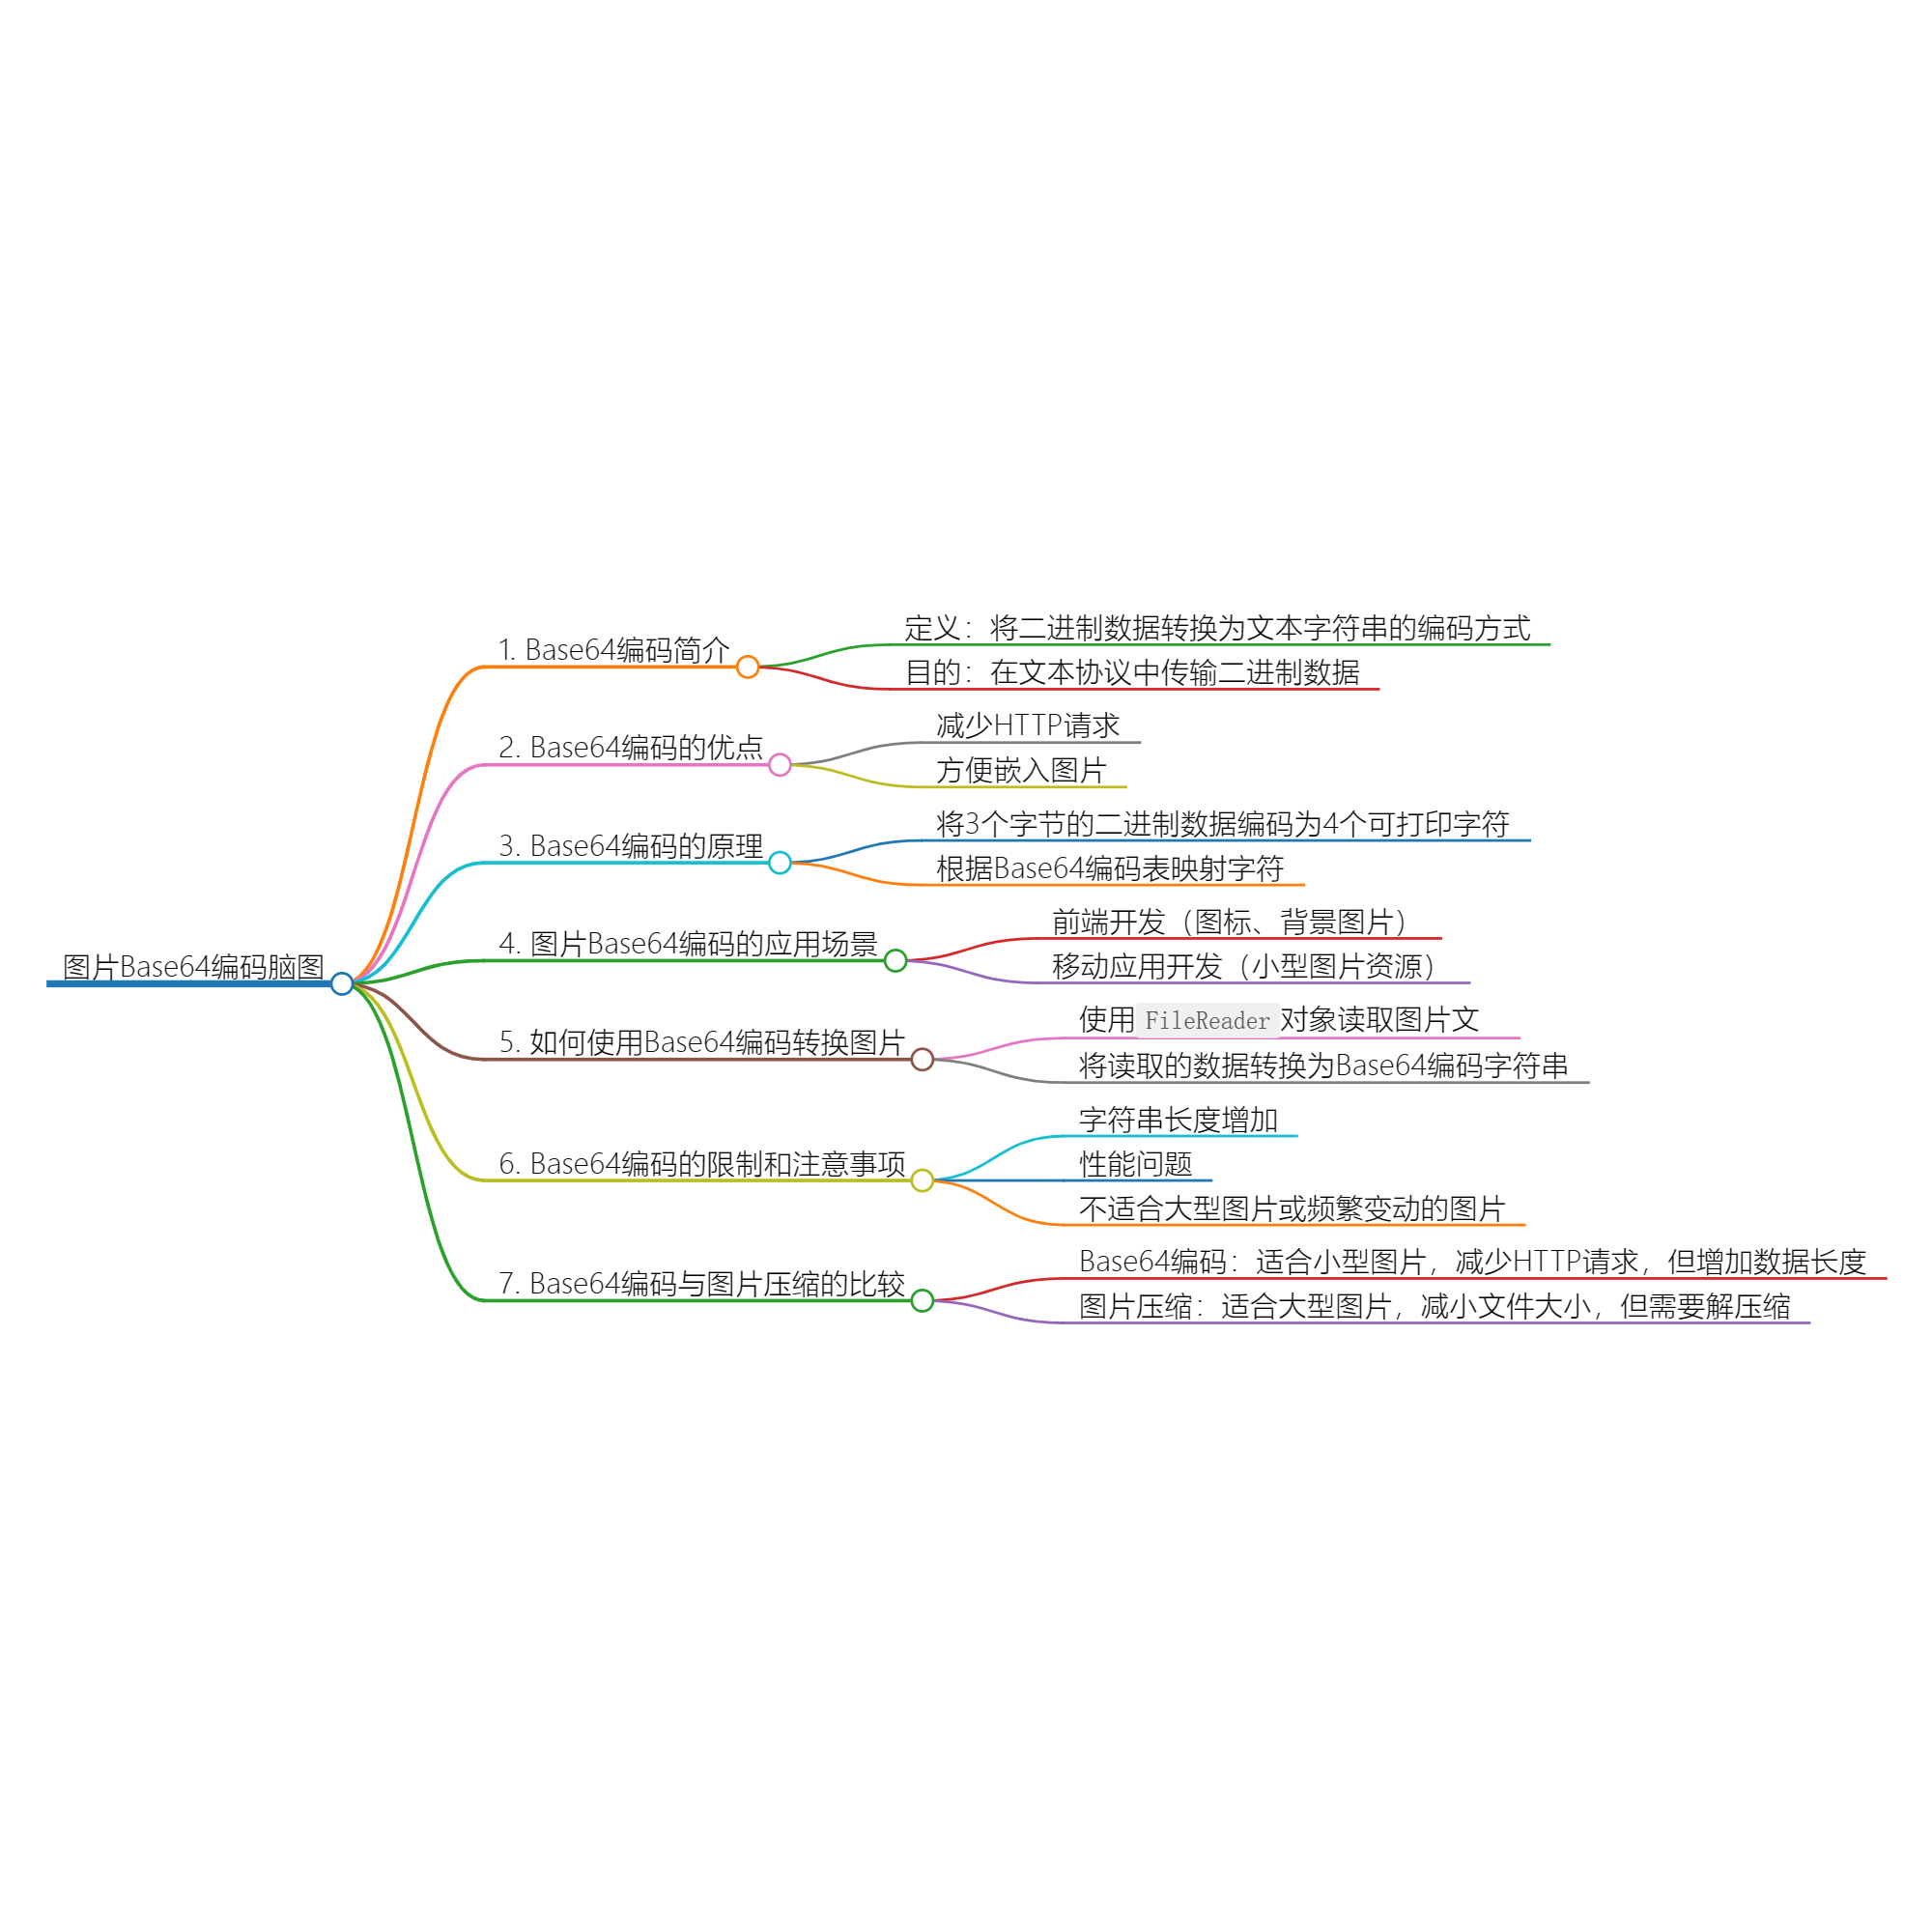 图片Base64编码脑图
1. Base64编码简介
定义：将二进制数据转换为文本字符串的编码方式
目的：在文本协议中传输二进制数据
2. Base64编码的优点
减少HTTP请求
方便嵌入图片
3. Base64编码的原理
将3个字节的二进制数据编码为4个可打印字符
根据Base64编码表映射字符
4. 图片Base64编码的应用场景
前端开发（图标、背景图片）
移动应用开发（小型图片资源）
5. 如何使用Base64编码转换图片
使用 FileReader 对象读取图片文
将读取的数据转换为Base64编码字符串
6. Base64编码的限制和注意事项
字符串长度增加
性能问题
不适合大型图片或频繁变动的图片
7. Base64编码与图片压缩的比较
Base64编码：适合小型图片，减少HTTP请求，但增加数据长度
图片压缩：适合大型图片，减小文件大小，但需要解压缩